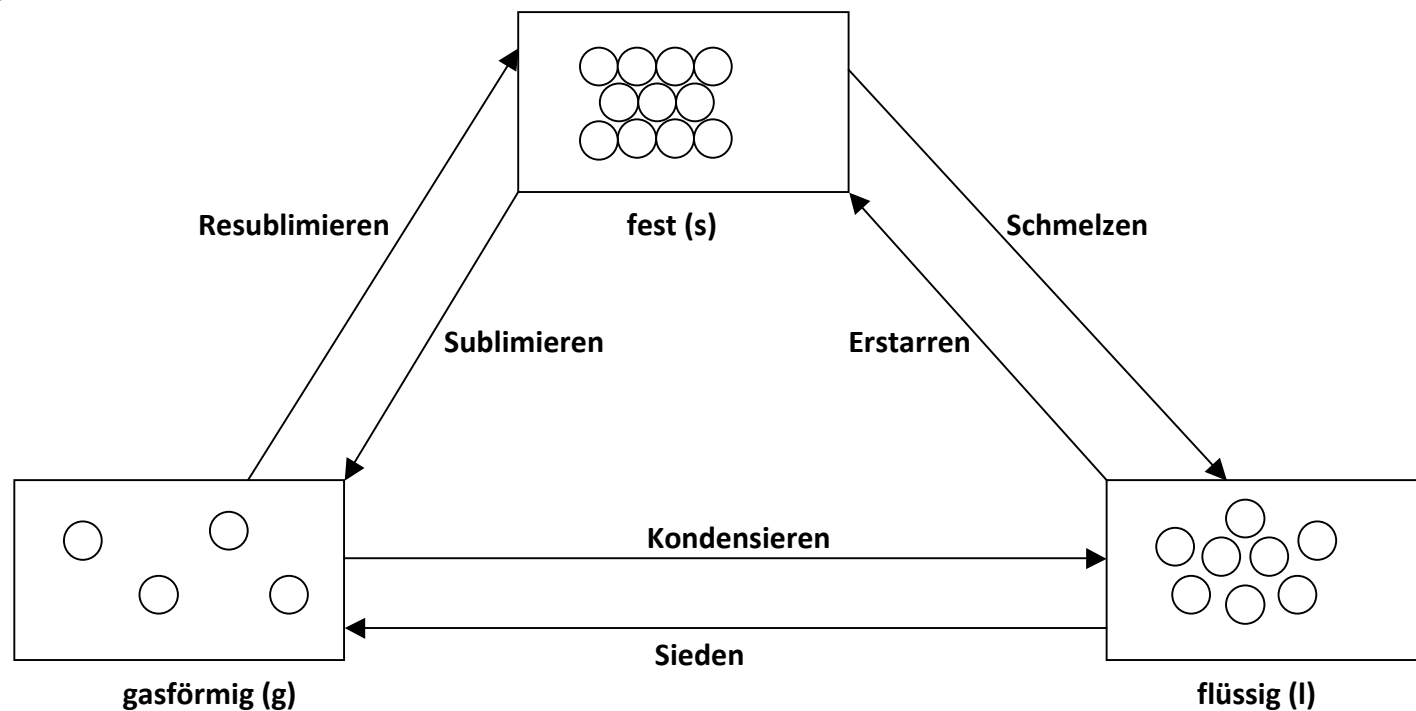 Resublimieren
fest (s)
Schmelzen
Sublimieren
Erstarren
Kondensieren
Sieden
gasförmig (g)
flüssig (l)